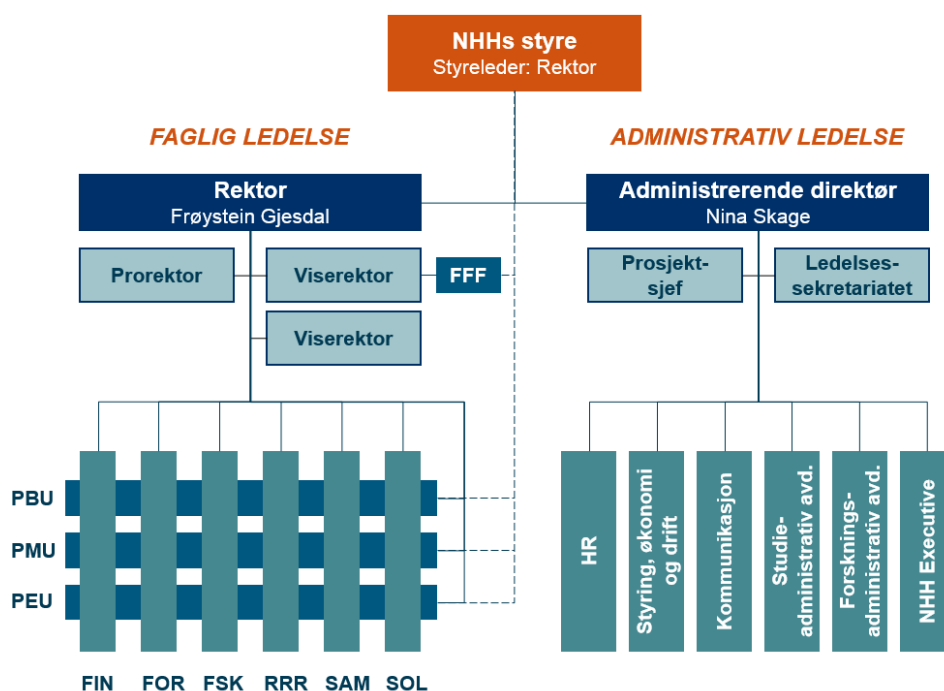 NHHs styre
Styreleder: Rektor
FAGLIG LEDELSE
ADMINISTRATIV LEDELSE
Rektor
Frøystein Gjesdal
Administrerende direktør
Nina Skage
Prorektor
Viserektor
FFF
Prosjekt-
sjef
Ledelses-
sekretariatet
Viserektor
PBU
PMU
PEU
FIN
FOR
FSK
RRR
SAM
SOL
HR
Styring, økonomi
og drift
Kommunikasjon
Studie-
administrativ avd.
Forsknings-
administrativ avd.
NHH Executive